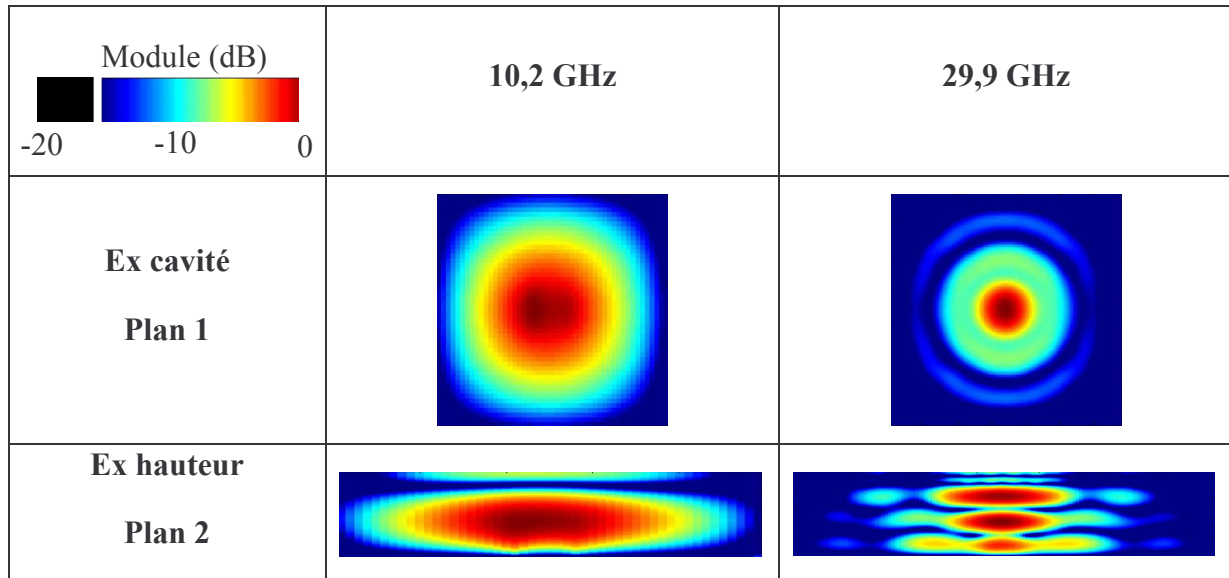 Module (dB)
-20 -10 0
10,2 GHz
29,9 GHz
Ex cavité
Plan 1
Ex hauteur
Plan 2